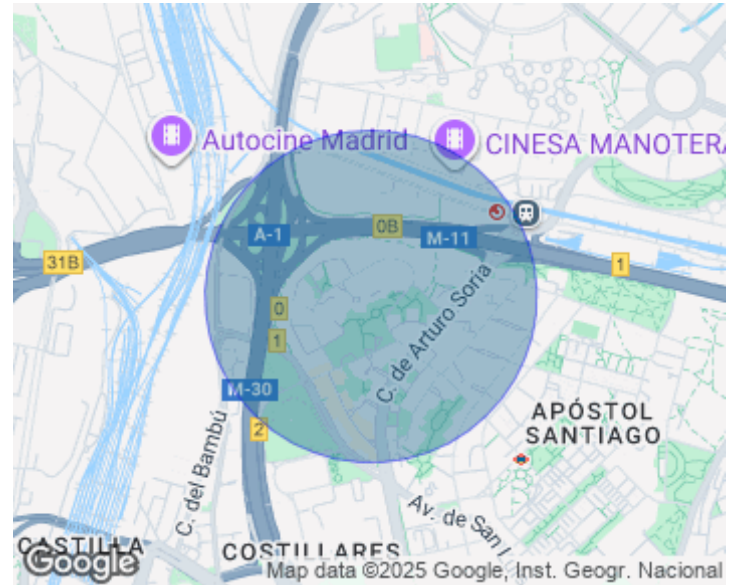 Autocine Madrid
CINESA MANOTERA
A-1
0B
M-11
31B
1
0
1
C. de Arturo Soria
M-30
2
C. del Bambú
APÓSTOL
SANTIAGO
Av. de San L
CASTILLA
COSTILLARES
Google
Map data ©2025 Google, Inst. Geogr. Nacional